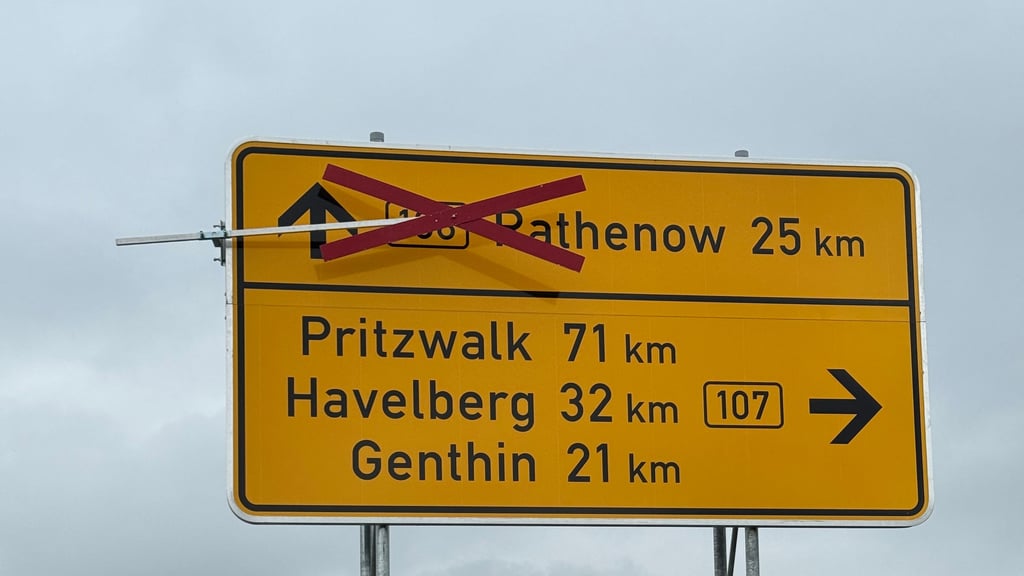 Rathenow 25 km
Pritzwalk 71 km
Havelberg 32 km 107
Genthin 21 km